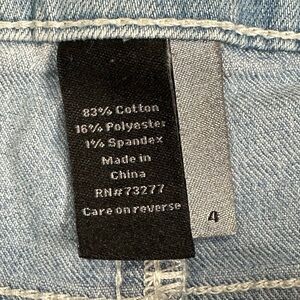 83% Cotton
16% Polyester
1% Spandex
Made in
China
RN#73277
Care on reverse
4